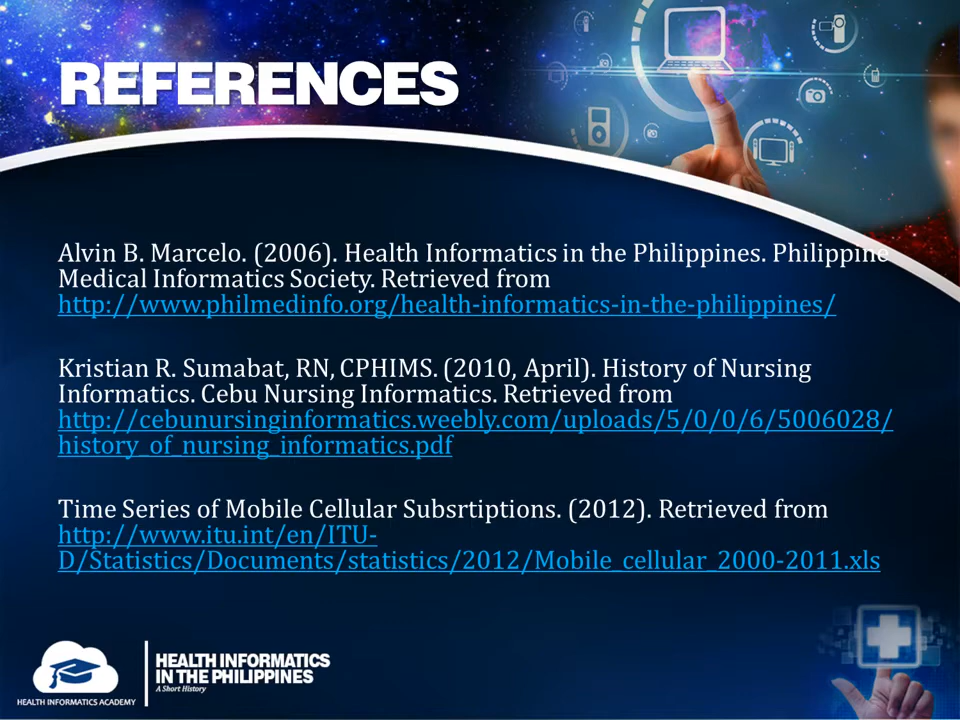 REFERENCES
Alvin B. Marcelo. (2006). Health Informatics in the Philippines. Philippine
Medical Informatics Society. Retrieved from
http://www.philmedinfo.org/health-informatics-in-the-philippines/
Kristian R. Sumabat, RN, CPHIMS. (2010, April). History of Nursing
Informatics. Cebu Nursing Informatics. Retrieved from
http://cebunursinginformatics.weebly.com/uploads/5/0/0/6/5006028/
history_of_nursing_informatics.pdf
Time Series of Mobile Cellular Subsrtiptions. (2012). Retrieved from
http://www.itu.int/en/ITU-
D/Statistics/Documents/statistics/2012/Mobile_cellular_2000-2011.xls
HEALTH INFORMATICS ACADEMY
HEALTH INFORMATICS
IN THE PHILIPPINES
A Short History